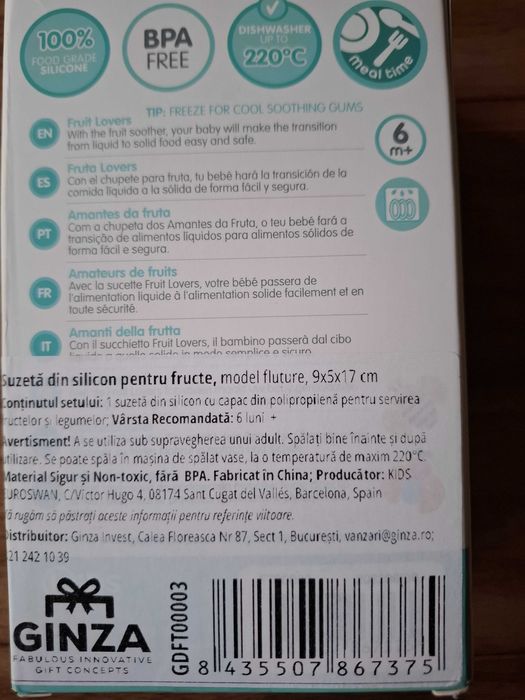 100%
FOOD GRADE
SILICONE
BPA
FREE
DISHWASHER
UP TO
220°C
meal time
TIP: FREEZE FOR COOL SOOTHING GUMS
EN
Fruit Lovers
With the fruit soother, your baby will make the transition
from liquid to solid food easy and safe.
6
m+
ES
Fruta Lovers
Con el chupete para fruta, tu bebé hará la transición de la
comida líquida a la sólida de forma fácil y segura.
PT
Amantes da fruta
Com a chupeta dos Amantes da Fruta, o teu bebé fará a
transição de alimentos líquidos para alimentos sólidos de
forma fácil e segura.
FR
Amateurs de fruits
Avec la sucette Fruit Lovers, votre bébé passera de
l'alimentation liquide à l'alimentation solide facilement et en
toute sécurité.
IT
Amanti della frutta
Con il succhietto Fruit Lovers, il bambino passerà dal cibo
liquido a quello solido in modo semplice e sicuro
Suzetă din silicon pentru fructe, model fluture, 9x5x17 cm
Conținutul setului: 1 suzetă din silicon cu capac din polipropilenă pentru servirea
fructelor și legumelor; Vârsta Recomandată: 6 luni +
Avertisment! A se utiliza sub supravegherea unui adult. Spălați bine înainte și după
utilizare. Se poate spăla în mașina de spălat vase, la o temperatură de maxim 220°C.
Material Sigur și Non-toxic, fără BPA. Fabricat în China; Producător: KIDS
EUROSWAN, C/Víctor Hugo 4, 08174 Sant Cugat del Vallés, Barcelona, Spain
Vă rugăm să păstrați aceste informații pentru referințe viitoare.
Distribuitor: Ginza Invest, Calea Floreasca Nr 87, Sect 1, București, vanzari@ginza.ro;
021 242 10 39
GINZA
FABULOUS INNOVATIVE
GIFT CONCEPTS
GDFT00003
8 435507 867375